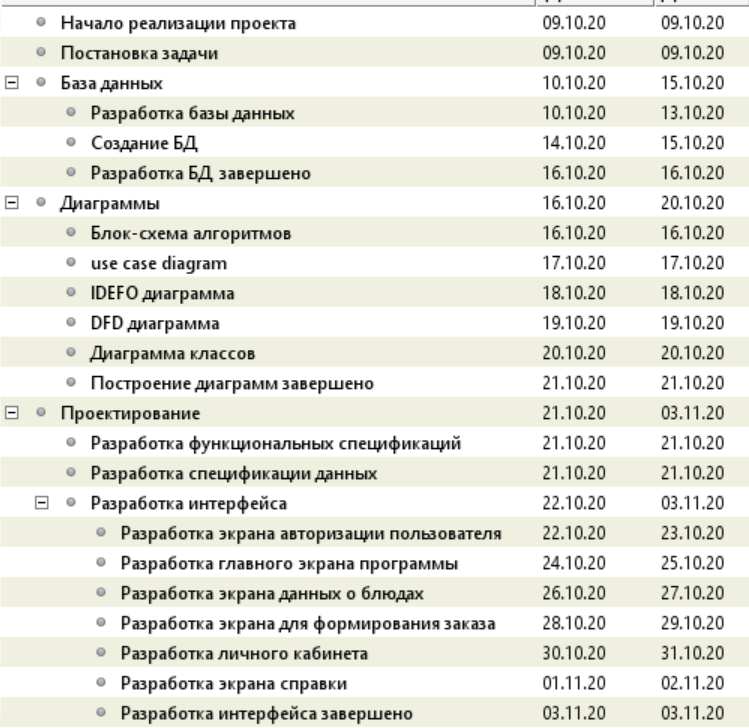 Начало реализации проекта 09.10.20 09.10.20
Постановка задачи 09.10.20 09.10.20
База данных 10.10.20 15.10.20
Разработка базы данных 10.10.20 13.10.20
Создание БД 14.10.20 15.10.20
Разработка БД завершено 16.10.20 16.10.20
Диаграммы 16.10.20 20.10.20
Блок-схема алгоритмов 16.10.20 16.10.20
use case diagram 17.10.20 17.10.20
IDEFO диаграмма 18.10.20 18.10.20
DFD диаграмма 19.10.20 19.10.20
Диаграмма классов 20.10.20 20.10.20
Построение диаграмм завершено 21.10.20 21.10.20
Проектирование 21.10.20 03.11.20
Разработка функциональных спецификаций 21.10.20 21.10.20
Разработка спецификации данных 21.10.20 21.10.20
Разработка интерфейса 22.10.20 03.11.20
Разработка экрана авторизации пользователя 22.10.20 23.10.20
Разработка главного экрана программы 24.10.20 25.10.20
Разработка экрана данных о блюдах 26.10.20 27.10.20
Разработка экрана для формирования заказа 28.10.20 29.10.20
Разработка личного кабинета 30.10.20 31.10.20
Разработка экрана справки 01.11.20 02.11.20
Разработка интерфейса завершено 03.11.20 03.11.20